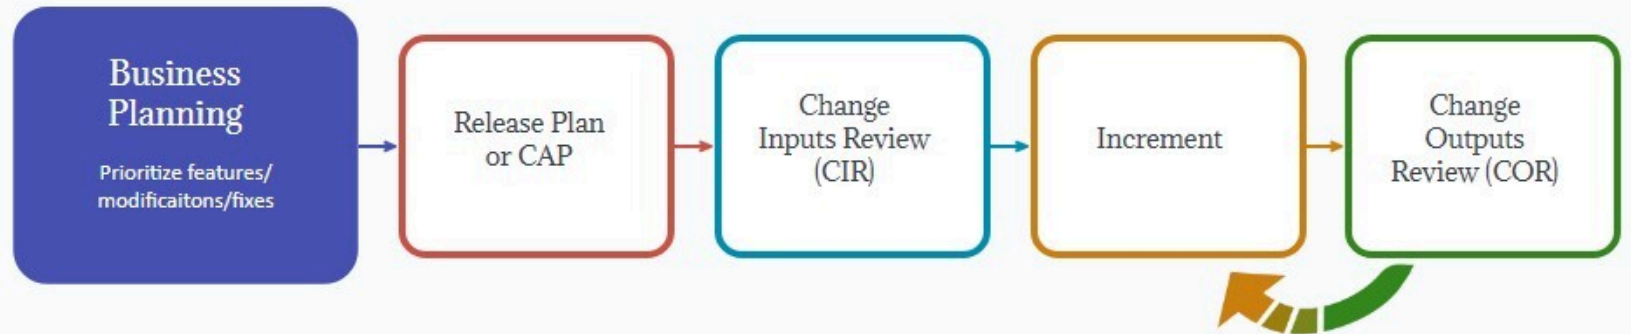 Business
Planning
Prioritize features/
modificaitons/fixes
Release Plan
or CAP
Change
Inputs Review
(CIR)
Increment
Change
Outputs
Review (COR)